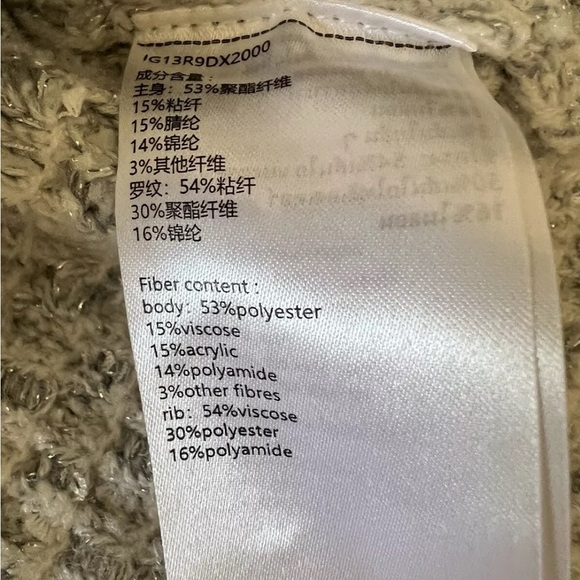 IG13R9DX2000
成分含量：
主身：53%聚酯纤维
15%粘纤
15%腈纶
14%锦纶
3%其他纤维
罗纹：54%粘纤
30%聚酯纤维
16%锦纶
Fiber content :
body: 53%polyester
15%viscose
15%acrylic
14%polyamide
3%other fibres
rib: 54%viscose
30%polyester
16%polyamide